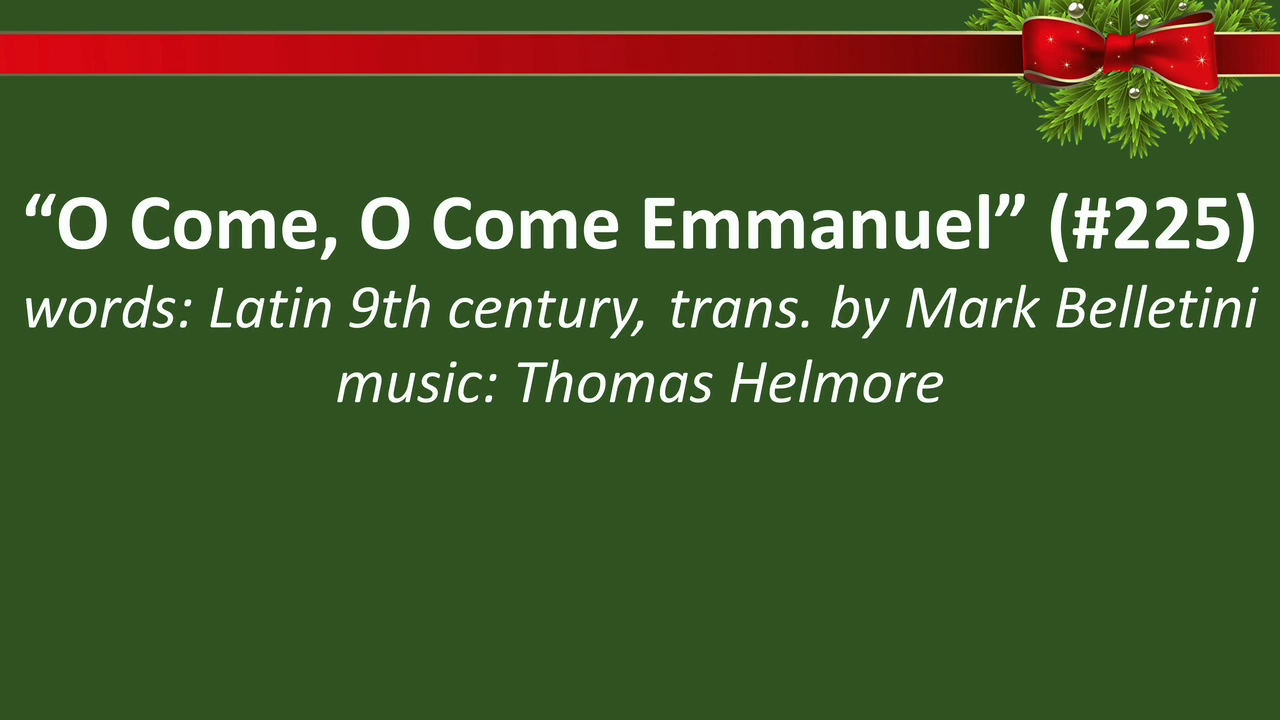 “O Come, O Come Emmanuel” (#225)
words: Latin 9th century, trans. by Mark Belletini
music: Thomas Helmore